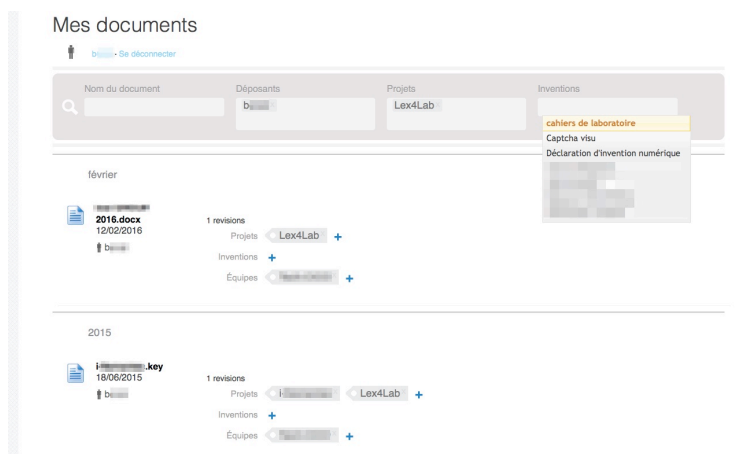 Mes documents
b - Se déconnecter
Nom du document Déposants Projets Inventions
b Lex4Lab
cahiers de laboratoire
Captcha visu
Déclaration d'invention numérique
février
2016.docx
12/02/2016
b
1 revisions
Projets Lex4Lab +
Inventions +
Équipes +
2015
i- .key
18/06/2015
b
1 revisions
Projets i- Lex4Lab +
Inventions +
Équipes +